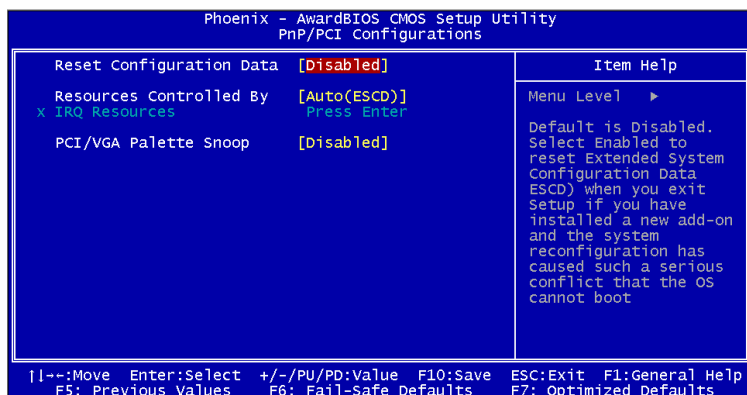 Phoenix - AwardBIOS CMOS Setup Utility
PnP/PCI Configurations
Reset Configuration Data [Disabled]
Resources Controlled By [Auto(ESCD)]
x IRQ Resources Press Enter
PCI/VGA Palette Snoop [Disabled]
Item Help
Menu Level ►
Default is Disabled.
Select Enabled to
reset Extended System
Configuration Data
ESCD) when you exit
Setup if you have
installed a new add-on
and the system
reconfiguration has
caused such a serious
conflict that the OS
cannot boot
↑↓→←:Move Enter:Select +/-/PU/PD:Value F10:Save ESC:Exit F1:General Help
F5: Previous Values F6: Fail-Safe Defaults F7: Optimized Defaults